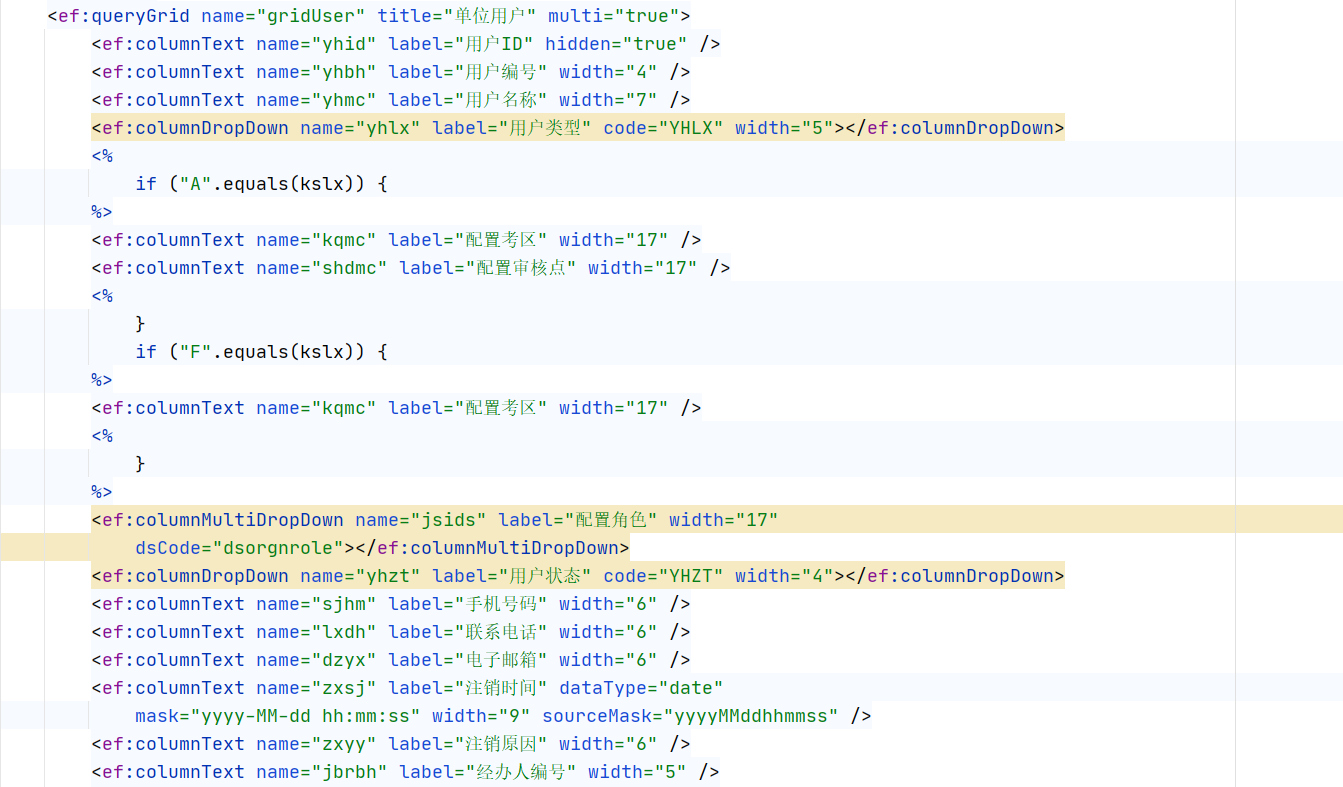 <ef:queryGrid name="gridUser" title="单位用户" multi="true">
<ef:columnText name="yhid" label="用户ID" hidden="true" />
<ef:columnText name="yhbh" label="用户编号" width="4" />
<ef:columnText name="yhmc" label="用户名称" width="7" />
<ef:columnDropDown name="yhlx" label="用户类型" code="YHLX" width="5"></ef:columnDropDown>
<%
if ("A".equals(kslx)) {
%>
<ef:columnText name="kqmc" label="配置考区" width="17" />
<ef:columnText name="shdmc" label="配置审核点" width="17" />
<%
}
if ("F".equals(kslx)) {
%>
<ef:columnText name="kqmc" label="配置考区" width="17" />
<%
}
%>
<ef:columnMultiDropDown name="jsids" label="配置角色" width="17"
dsCode="dsorgnrole"></ef:columnMultiDropDown>
<ef:columnDropDown name="yhzt" label="用户状态" code="YHZT" width="4"></ef:columnDropDown>
<ef:columnText name="sjhm" label="手机号码" width="6" />
<ef:columnText name="lxdh" label="联系电话" width="6" />
<ef:columnText name="dzyx" label="电子邮箱" width="6" />
<ef:columnText name="zxsj" label="注销时间" dataType="date"
mask="yyyy-MM-dd hh:mm:ss" width="9" sourceMask="yyyyMMddhhmmss" />
<ef:columnText name="zxyy" label="注销原因" width="6" />
<ef:columnText name="jbrbh" label="经办人编号" width="5" />